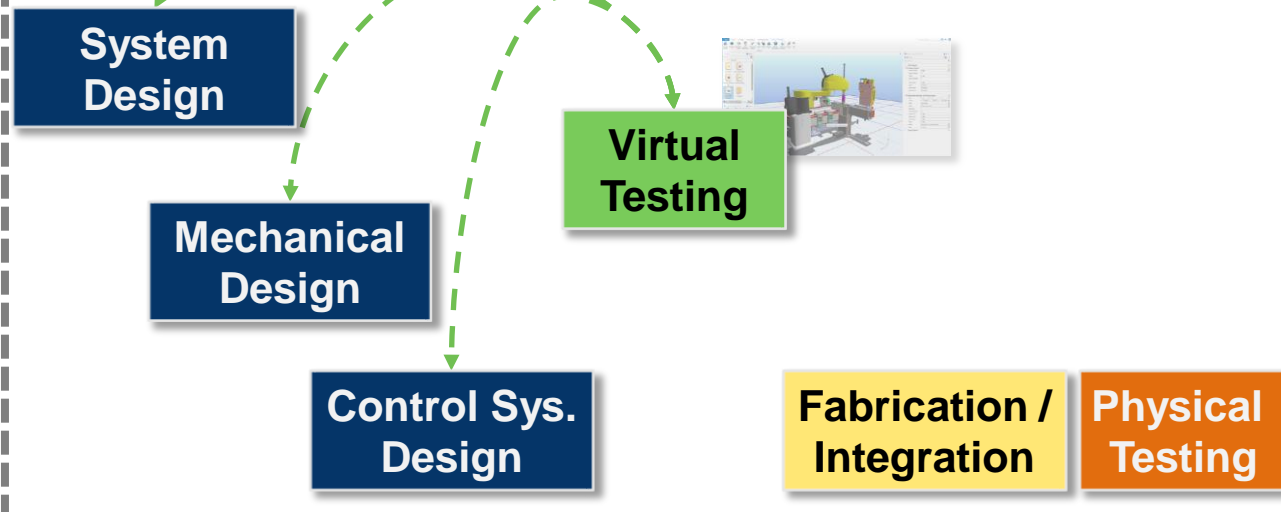 System
Design
Virtual
Testing
Mechanical
Design
Control Sys.
Design
Fabrication /
Integration
Physical
Testing